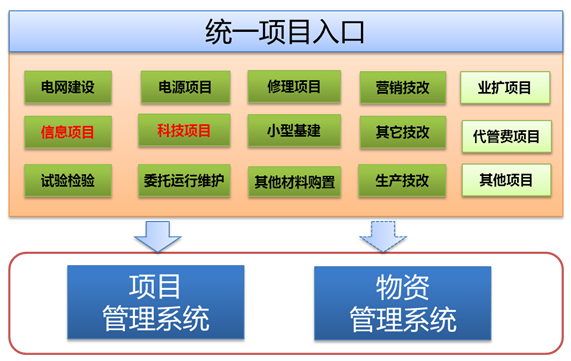 统一项目入口
电网建设 电源项目 修理项目 营销技改 业扩项目
信息项目 科技项目 小型基建 其它技改 代管费项目
试验检验 委托运行维护 其他材料购置 生产技改 其他项目
项目 物资
管理系统 管理系统